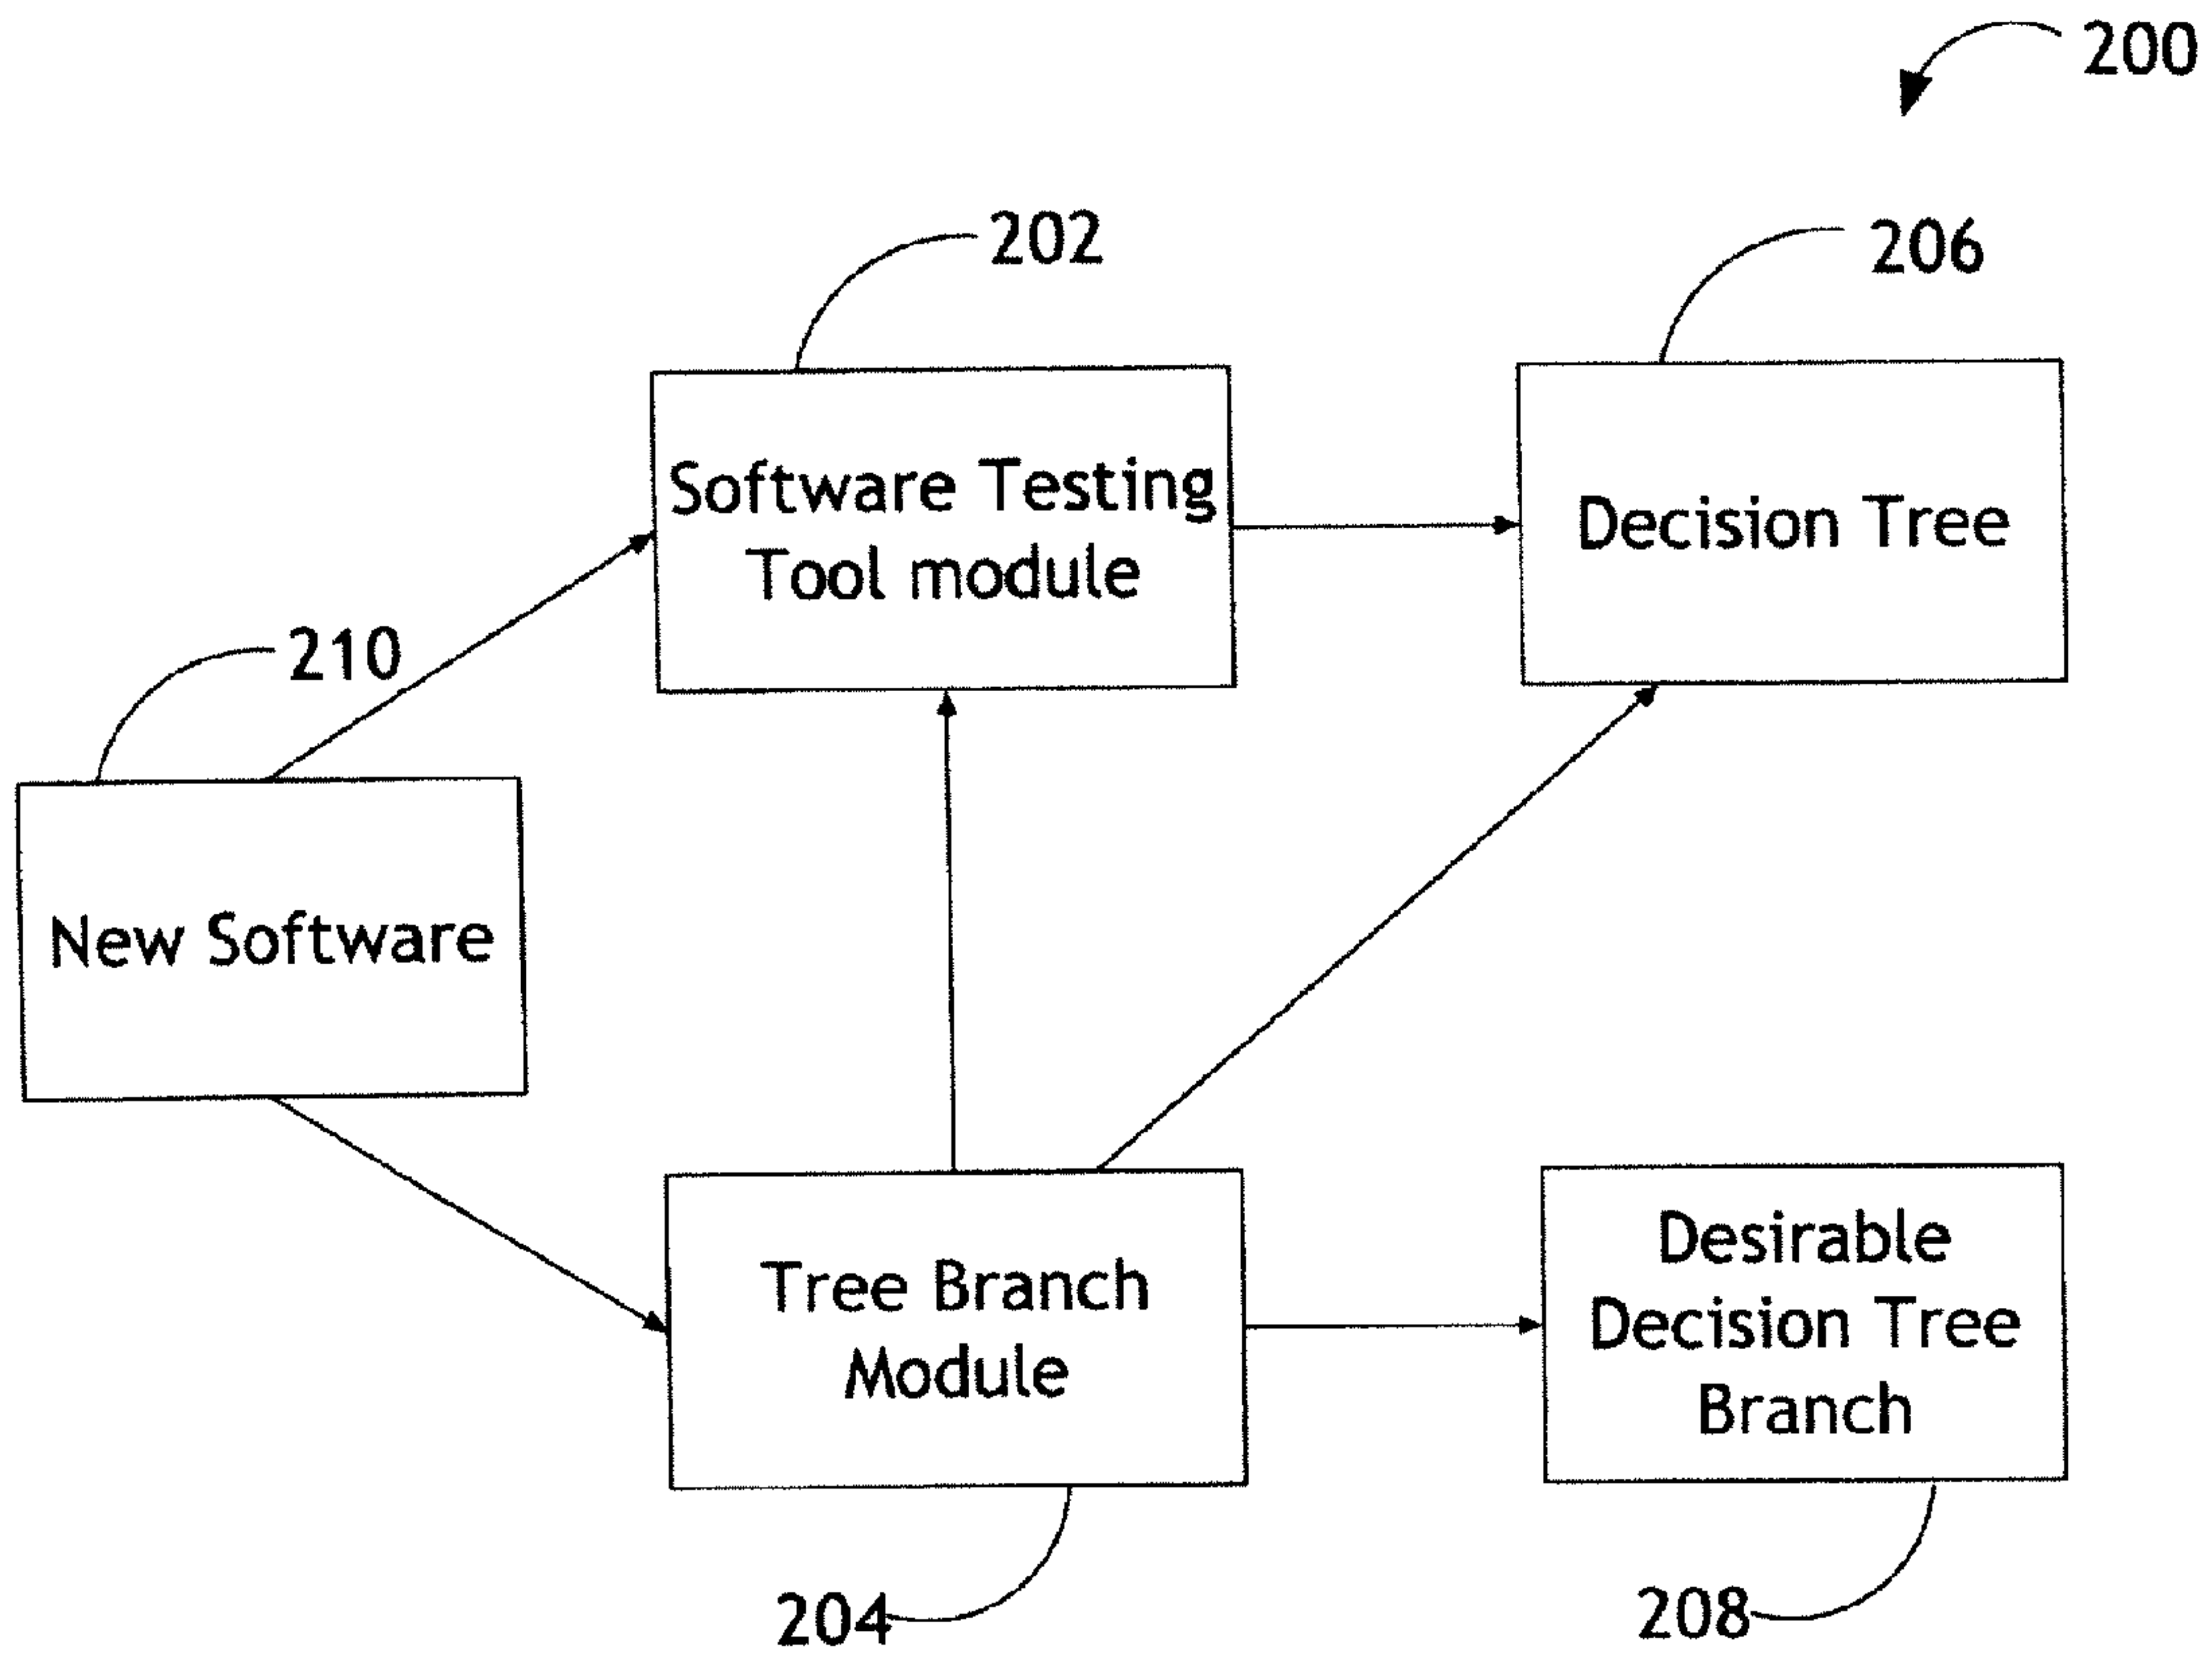 200
202
206
Software Testing
Tool module
Decision Tree
210
New Software
Tree Branch
Module
Desirable
Decision Tree
Branch
204
208